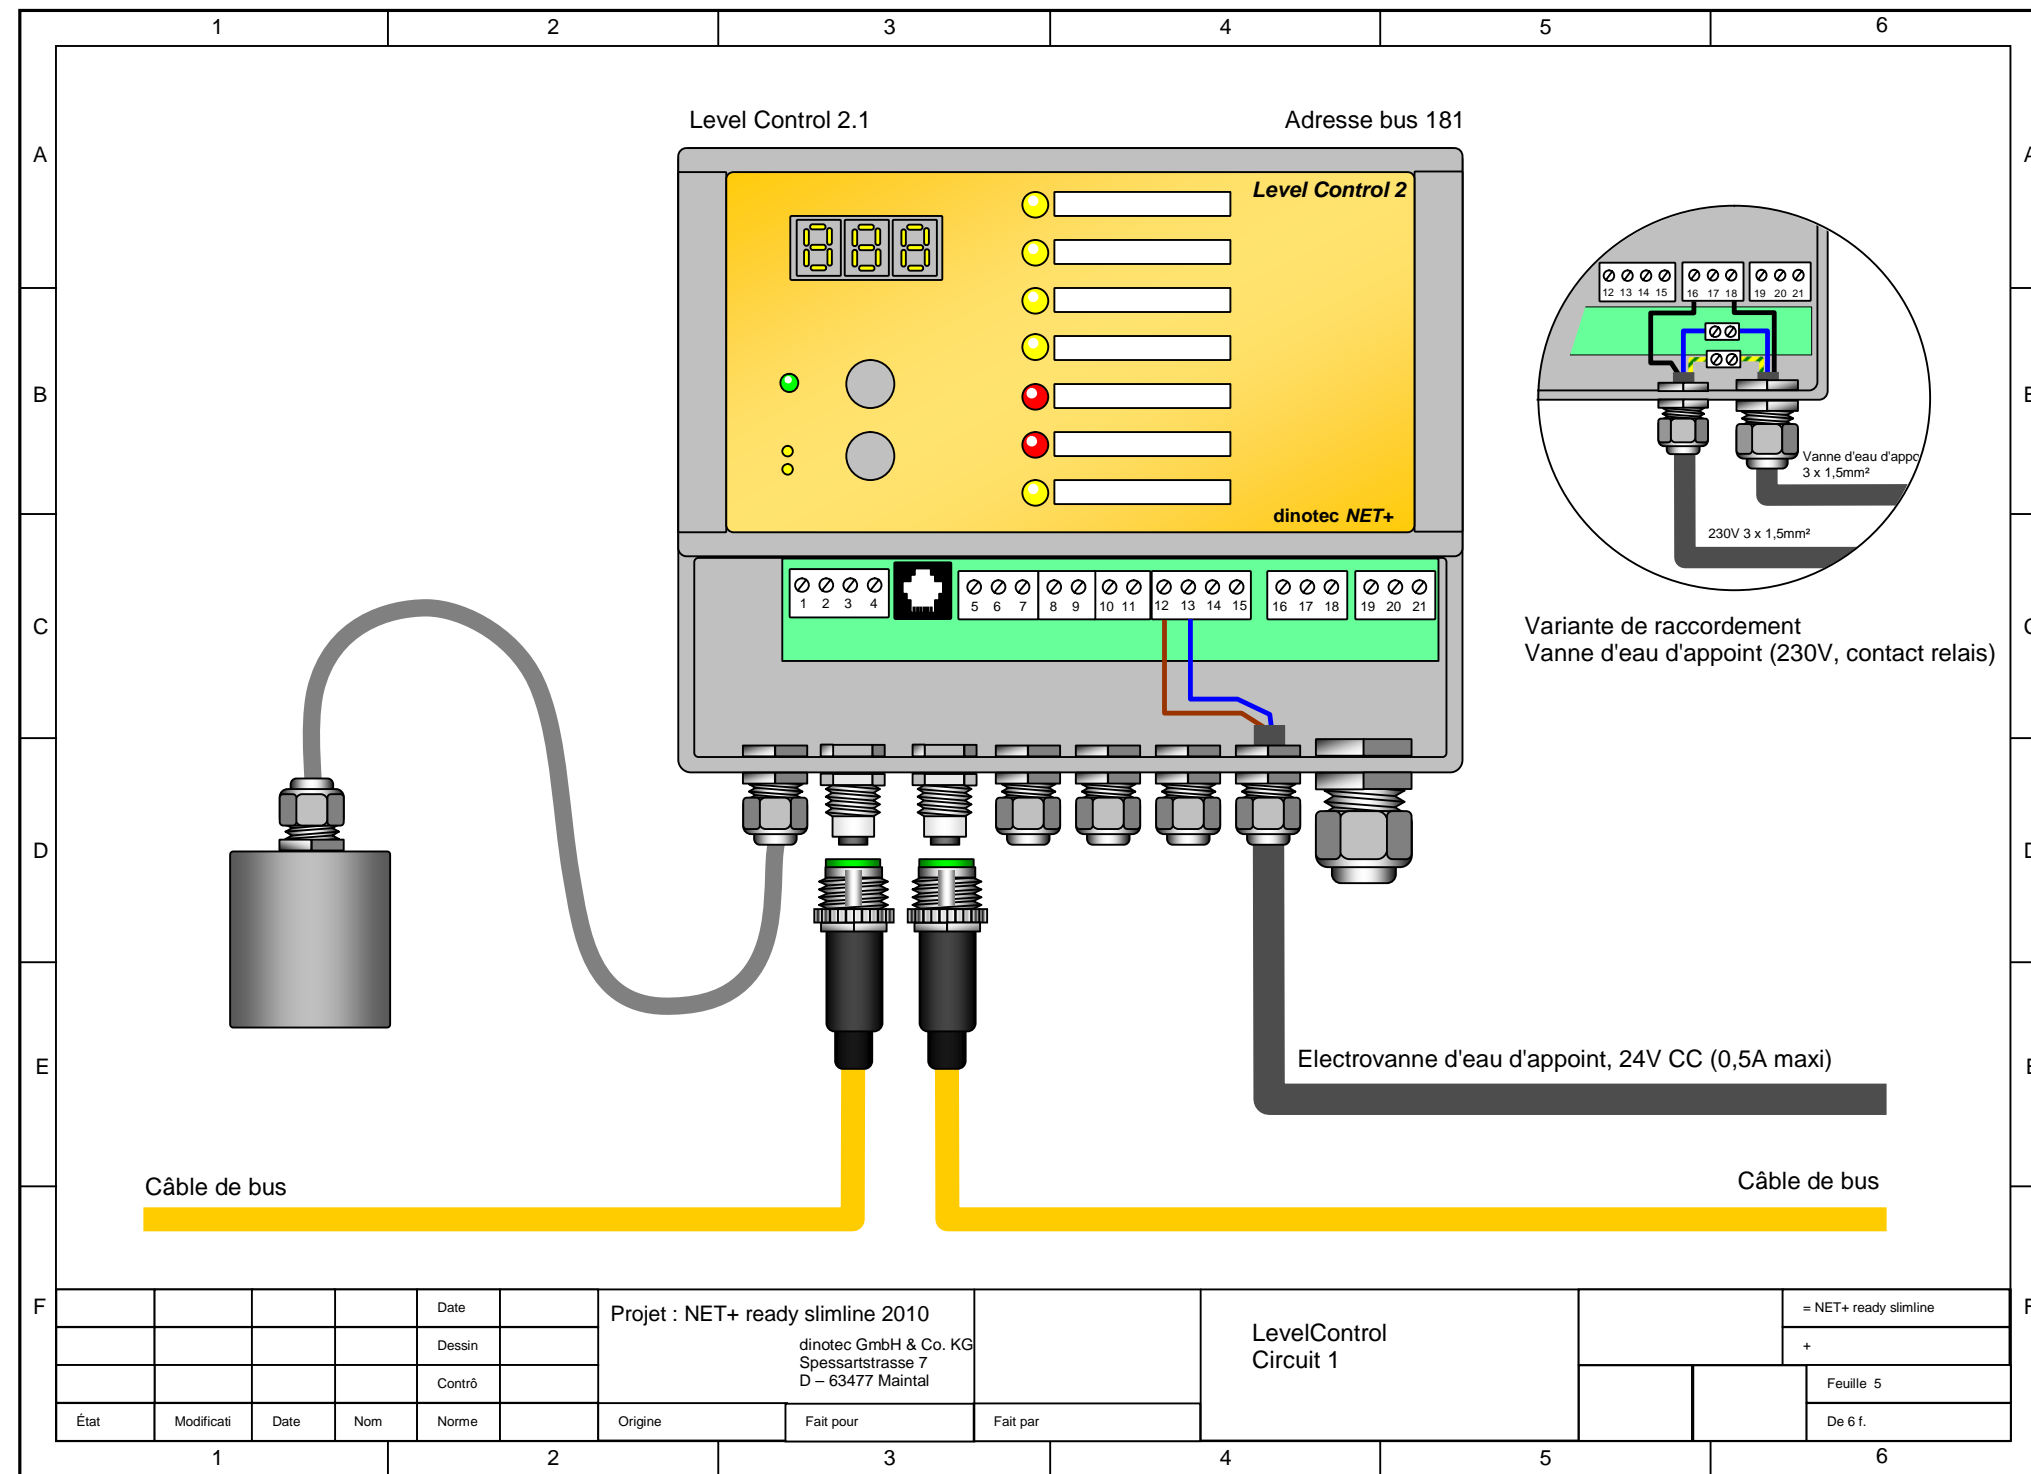 1 2 3 4 5 6
Level Control 2.1
Adresse bus 181
A
A
Level Control 2
12 13 14 15 16 17 18 19 20 21
B
Vanne d'eau d'appo
3 x 1,5mm²
dinotec NET+
230V 3 x 1,5mm²
1 2 3 4 5 6 7 8 9 10 11 12 13 14 15 16 17 18 19 20 21
C
Variante de raccordement
Vanne d'eau d'appoint (230V, contact relais)
D
E
Electrovanne d'eau d'appoint, 24V CC (0,5A maxi)
Câble de bus
Câble de bus
F
Date
Projet : NET+ ready slimline 2010
= NET+ ready slimline
Dessin
dinotec GmbH & Co. KG
Spessartstrasse 7
D – 63477 Maintal
LevelControl
Circuit 1
+
Contrô
Feuille 5
État
Modificati
Date
Nom
Norme
Origine
Fait pour
Fait par
De 6 f.
1 2 3 4 5 6